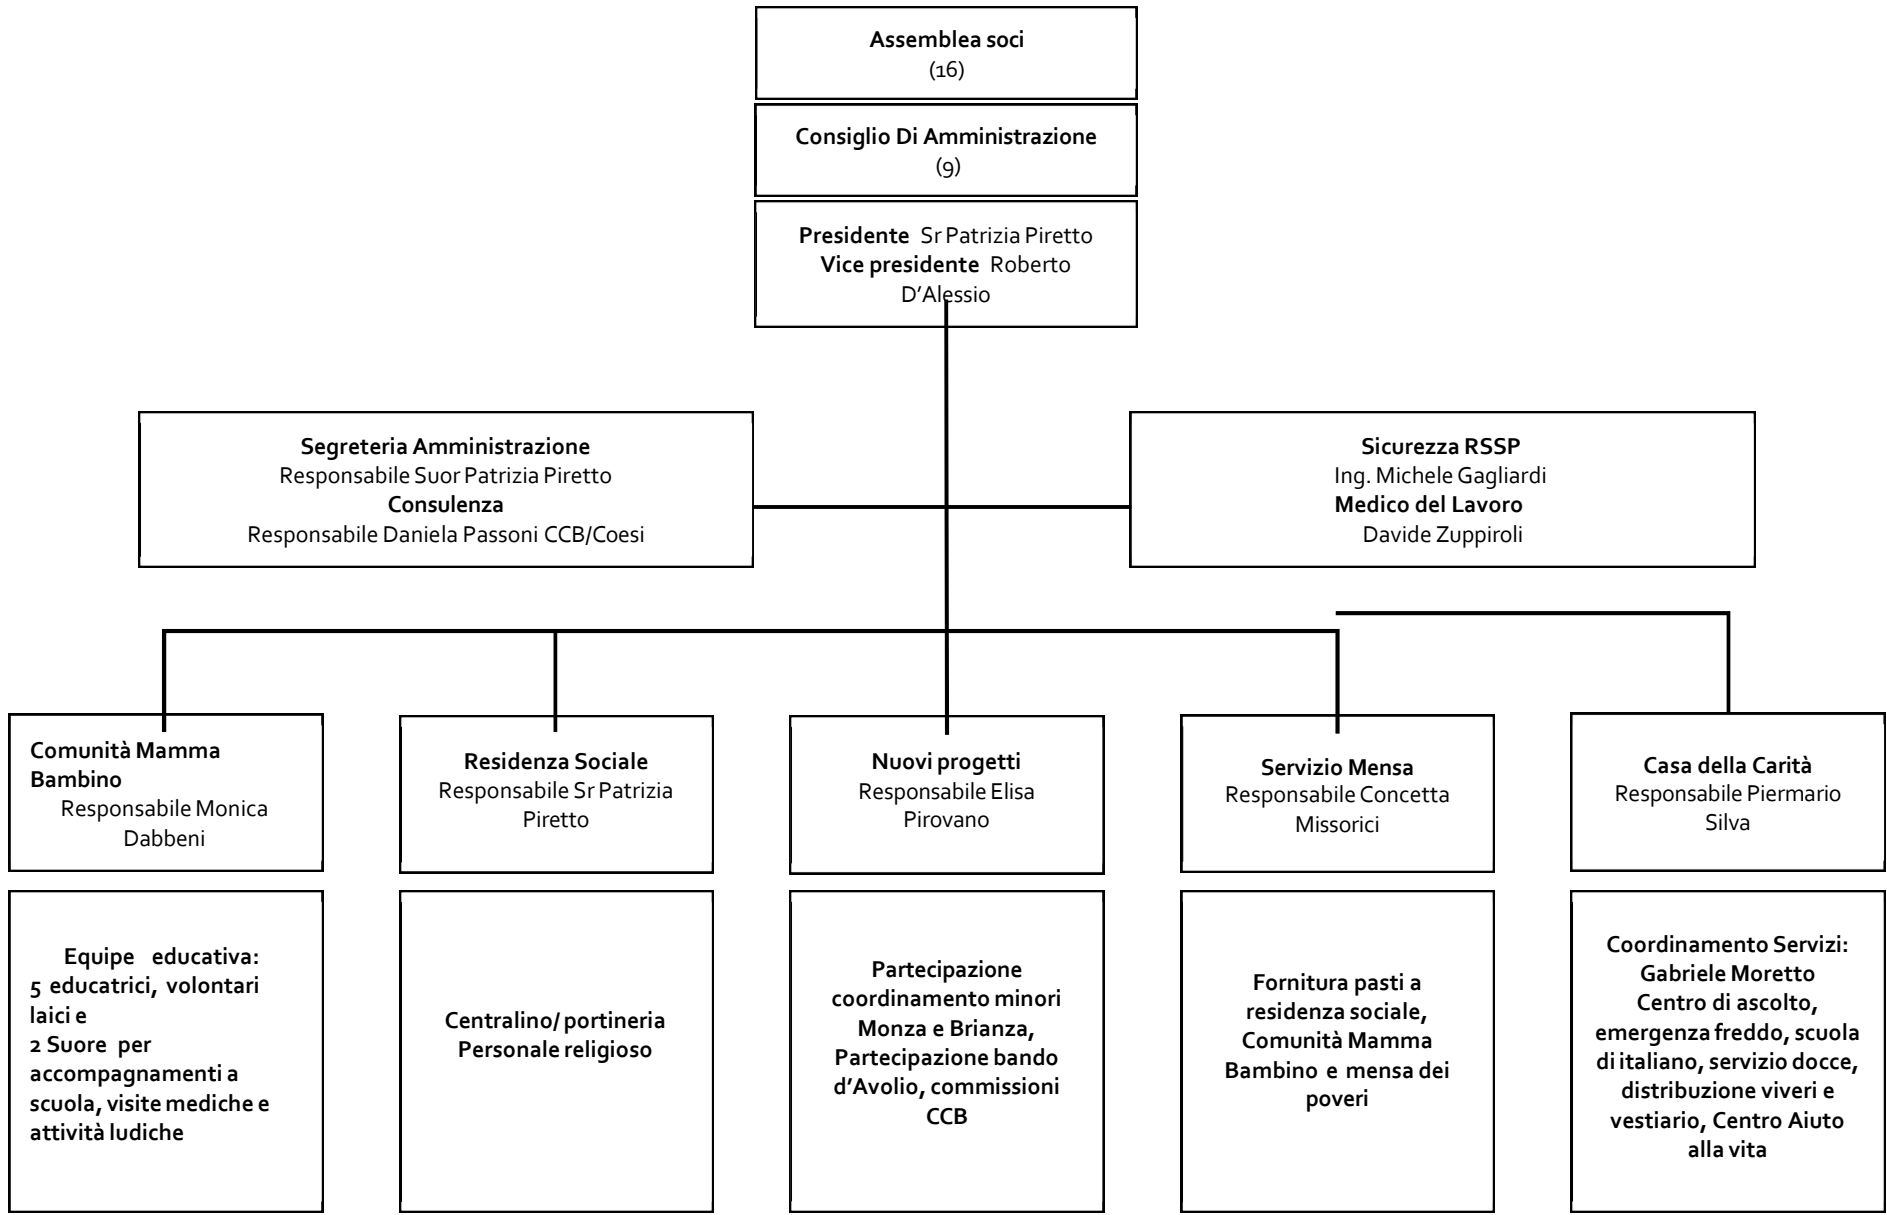 Assemblea soci
(16)
Consiglio Di Amministrazione
(9)
Presidente Sr Patrizia Piretto
Vice presidente Roberto
D’Alessio
Segreteria Amministrazione
Responsabile Suor Patrizia Piretto
Consulenza
Responsabile Daniela Passoni CCB/Coesi
Sicurezza RSSP
Ing. Michele Gagliardi
Medico del Lavoro
Davide Zuppiroli
Comunità Mamma
Bambino
Responsabile Monica
Dabbeni
Residenza Sociale
Responsabile Sr Patrizia
Piretto
Nuovi progetti
Responsabile Elisa
Pirovano
Servizio Mensa
Responsabile Concetta
Missorici
Casa della Carità
Responsabile Piermario
Silva
Equipe educativa:
5 educatrici, volontari
laici e
2 Suore per
accompagnamenti a
scuola, visite mediche e
attività ludiche
Centralino/ portineria
Personale religioso
Partecipazione
coordinamento minori
Monza e Brianza,
Partecipazione bando
d’Avolio, commissioni
CCB
Fornitura pasti a
residenza sociale,
Comunità Mamma
Bambino e mensa dei
poveri
Coordinamento Servizi:
Gabriele Moretto
Centro di ascolto,
emergenza freddo, scuola
di italiano, servizio docce,
distribuzione viveri e
vestiario, Centro Aiuto
alla vita